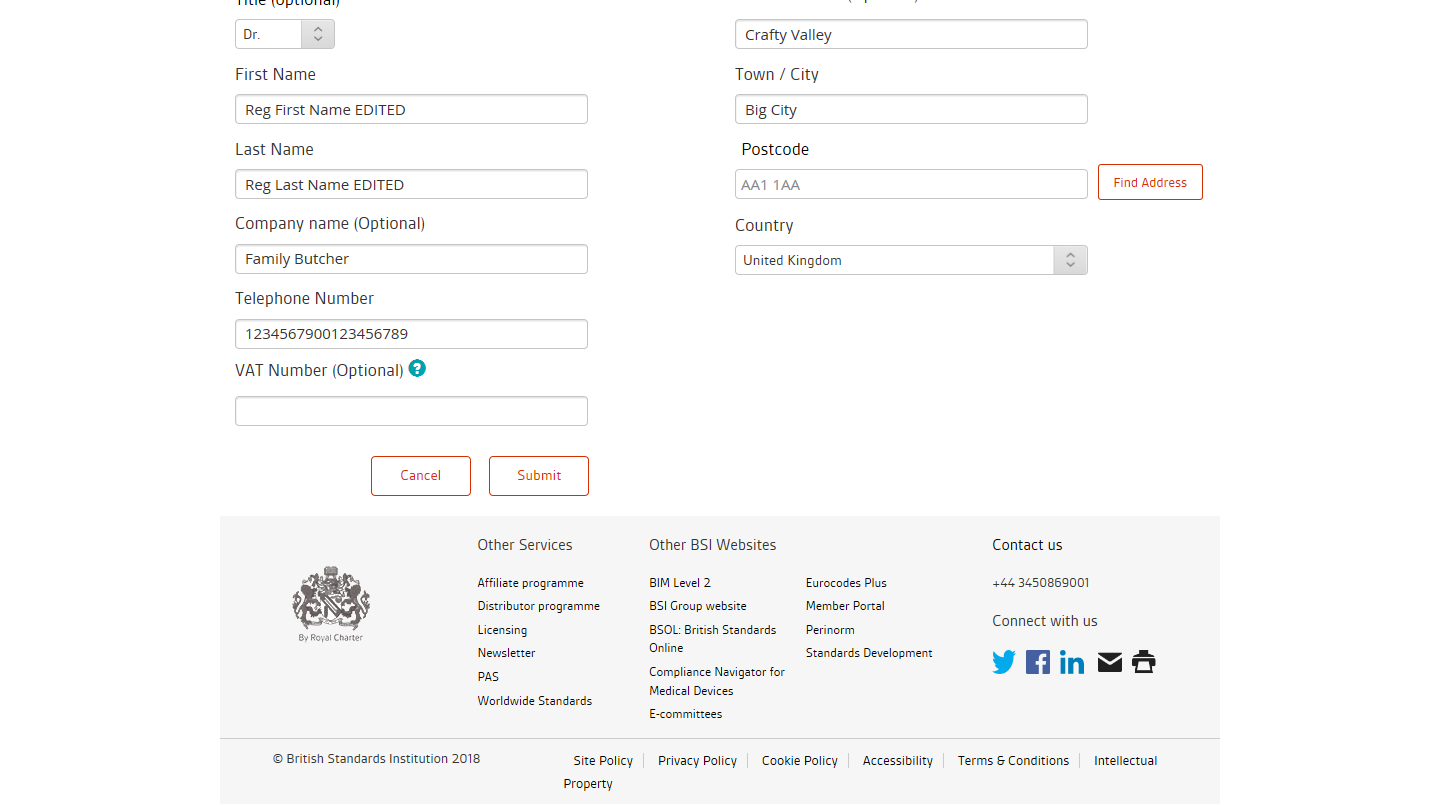 Title (optional)
Dr.
First Name
Reg First Name EDITED
Last Name
Reg Last Name EDITED
Company name (Optional)
Family Butcher
Telephone Number
1234567900123456789
VAT Number (Optional) ?
Cancel
Submit
Crafty Valley
Town / City
Big City
Postcode
AA1 1AA
Find Address
Country
United Kingdom
By Royal Charter
Other Services
Affiliate programme
Distributor programme
Licensing
Newsletter
PAS
Worldwide Standards
Other BSI Websites
BIM Level 2
BSI Group website
BSOL: British Standards
Online
Compliance Navigator for
Medical Devices
E-committees
Eurocodes Plus
Member Portal
Perinorm
Standards Development
Contact us
+44 3450869001
Connect with us
© British Standards Institution 2018
Site Policy
Privacy Policy
Cookie Policy
Accessibility
Terms & Conditions
Intellectual
Property